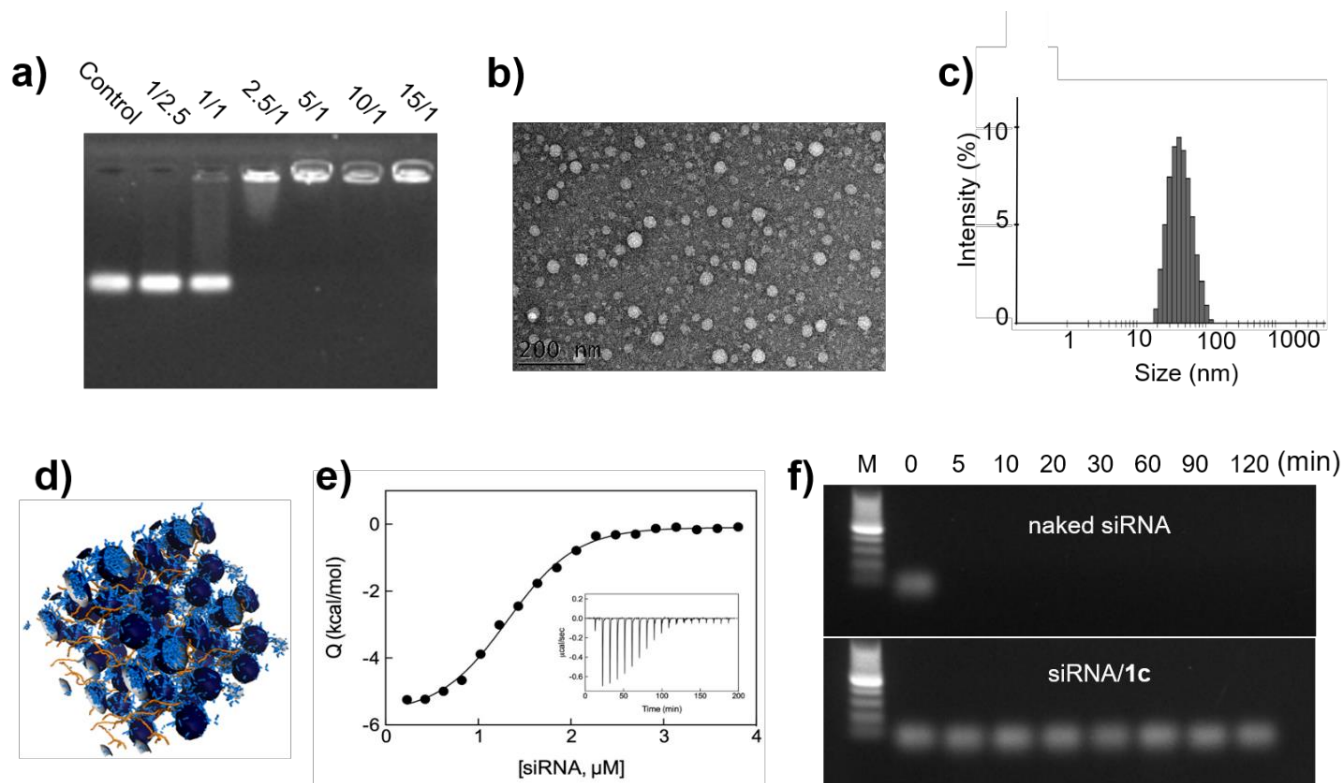 a)
Control 1/2.5 1/1 2.5/1 5/1 10/1 15/1
b)
200 nm
c)
Intensity (%)
10
5
0
1 10 100 1000
Size (nm)
d)
e)
Q (kcal/mol)
0
-2
-4
-6
0 1 2 3 4
[siRNA, µM]
µcal/sec
0.2
0.0
-0.2
-0.4
-0.6
0 50 100 150 200
Time (min)
f)
M 0 5 10 20 30 60 90 120 (min)
naked siRNA
siRNA/1c